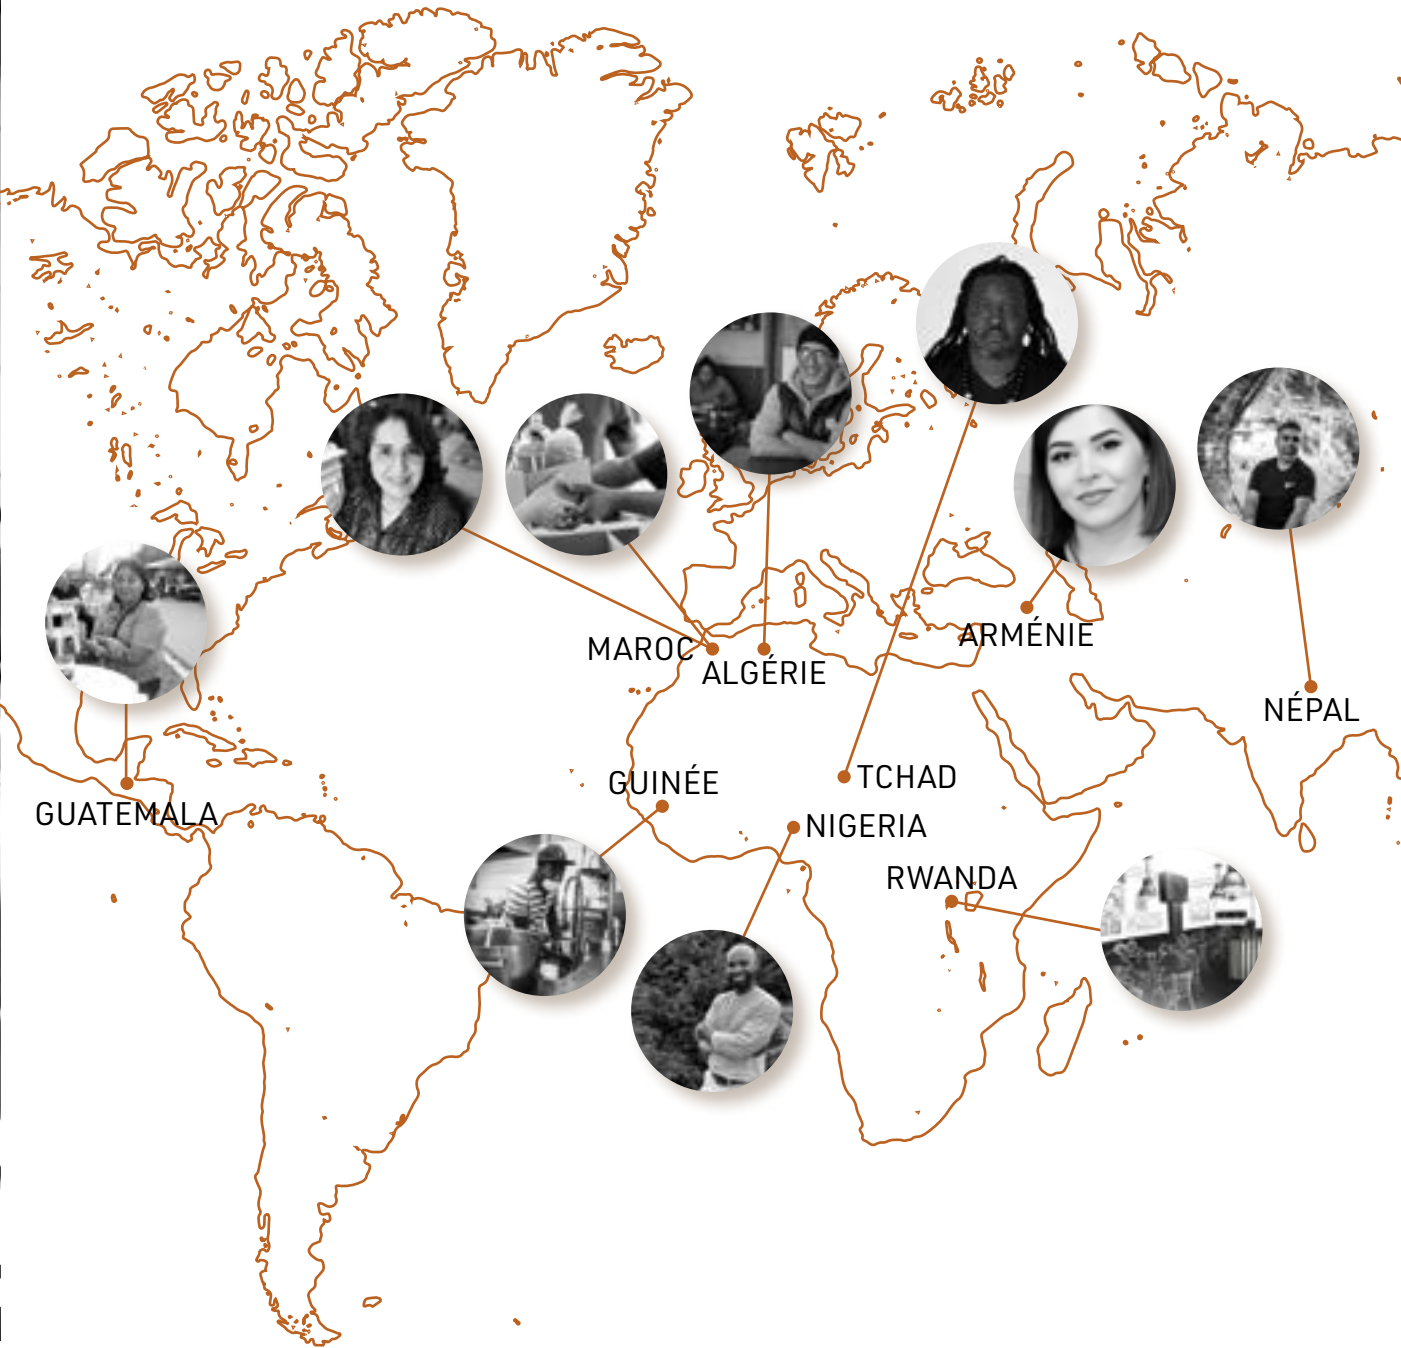 MAROC
ALGÉRIE
ARMÉNIE
NÉPAL
GUATEMALA
GUINÉE
TCHAD
NIGERIA
RWANDA